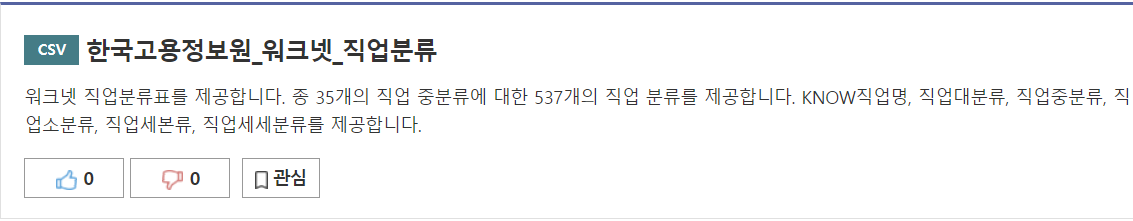 CSV 한국고용정보원_워크넷_직업분류
워크넷 직업분류표를 제공합니다. 종 35개의 직업 중분류에 대한 537개의 직업 분류를 제공합니다. KNOW직업명, 직업대분류, 직업중분류, 직
업소분류, 직업세본류, 직업세세분류를 제공합니다.
0 0 관심